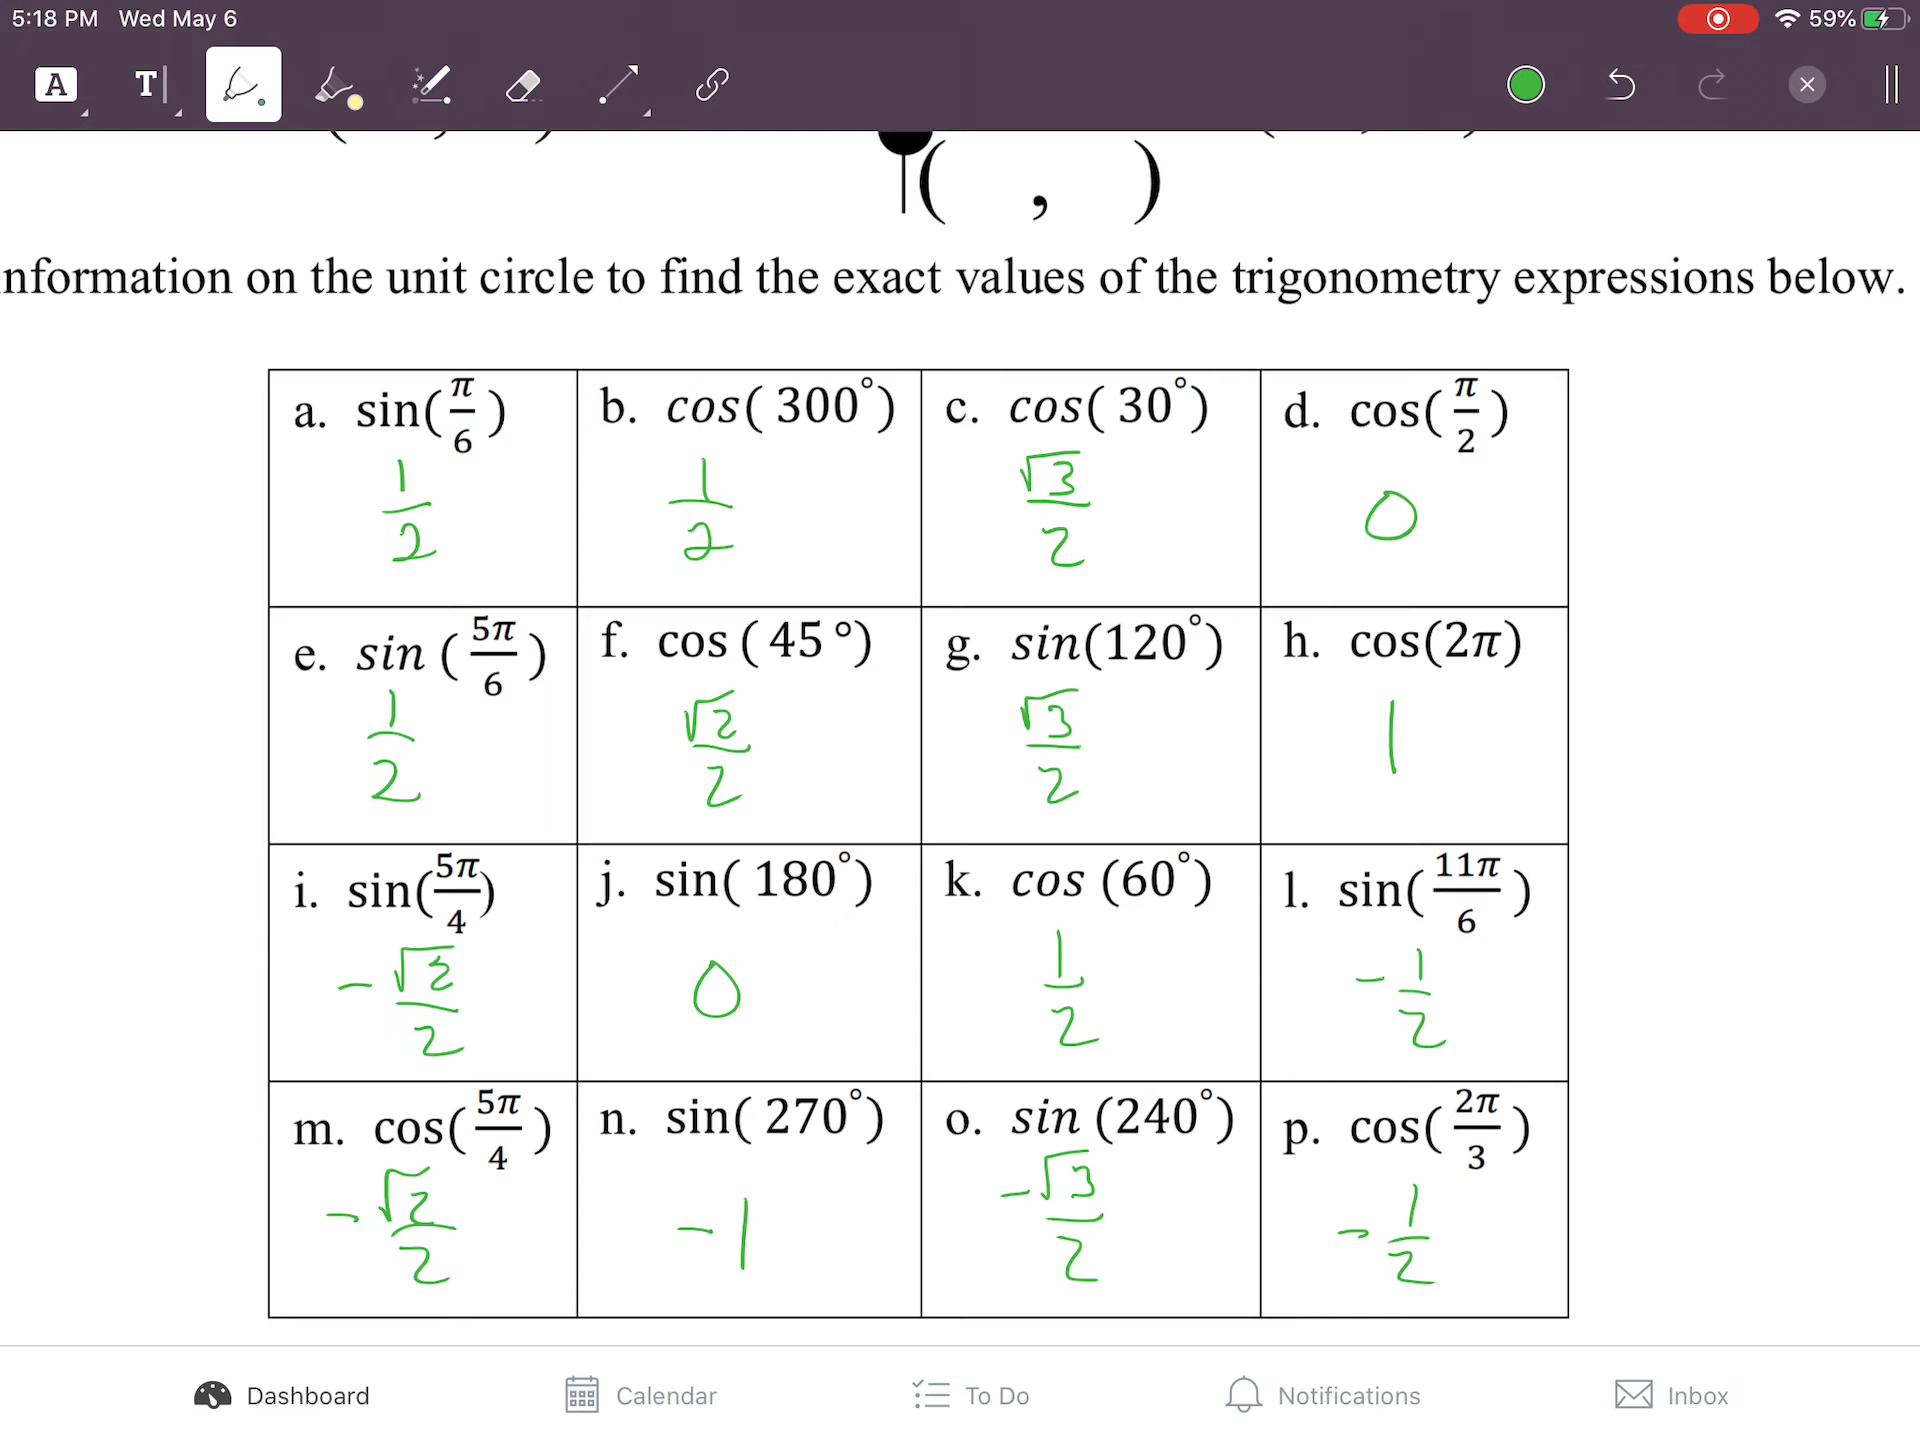 5:18 PM Wed May 6
59%
A T
( , )
nformation on the unit circle to find the exact values of the trigonometry expressions below.
a. sin(π/6) b. cos( 300°) c. cos( 30°) d. cos(π/2)
1/2 1/2 √3/2 0
e. sin (5π/6) f. cos ( 45 °) g. sin(120°) h. cos(2π)
1/2 √2/2 √3/2 1
i. sin(5π/4) j. sin( 180°) k. cos (60°) l. sin(11π/6)
-√2/2 0 1/2 -1/2
m. cos(5π/4) n. sin( 270°) o. sin (240°) p. cos(2π/3)
-√2/2 -1 -√3/2 -1/2
Dashboard Calendar To Do Notifications Inbox